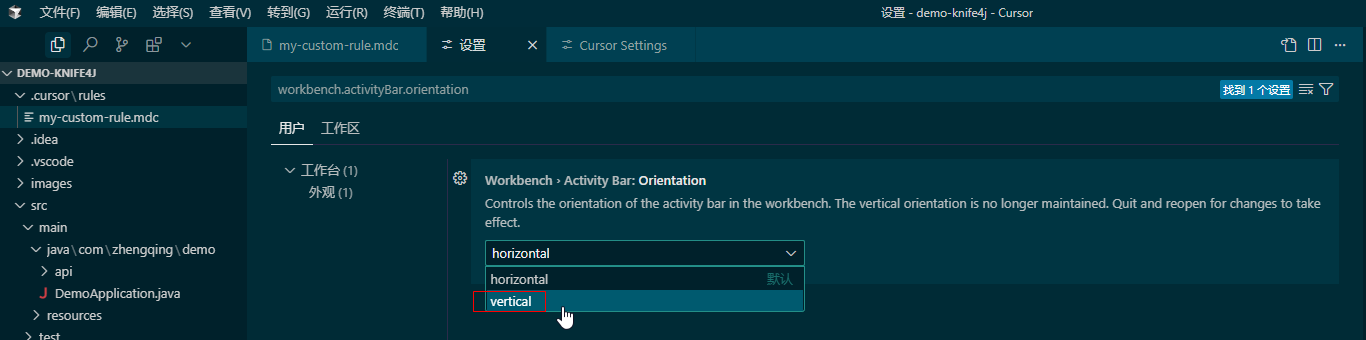 文件(F) 编辑(E) 选择(S) 查看(V) 转到(G) 运行(R) 终端(T) 帮助(H) 设置 - demo-knife4j - Cursor
my-custom-rule.mdc 设置 Cursor Settings
DEMO-KNIFE4J
.cursor\rules
my-custom-rule.mdc
.idea
.vscode
images
src
main
java\com\zhengqing\demo
api
J DemoApplication.java
resources
test
workbench.activityBar.orientation 找到 1 个设置
用户 工作区
工作台 (1)
外观 (1)
Workbench › Activity Bar: Orientation
Controls the orientation of the activity bar in the workbench. The vertical orientation is no longer maintained. Quit and reopen for changes to take
effect.
horizontal
horizontal 默认
vertical